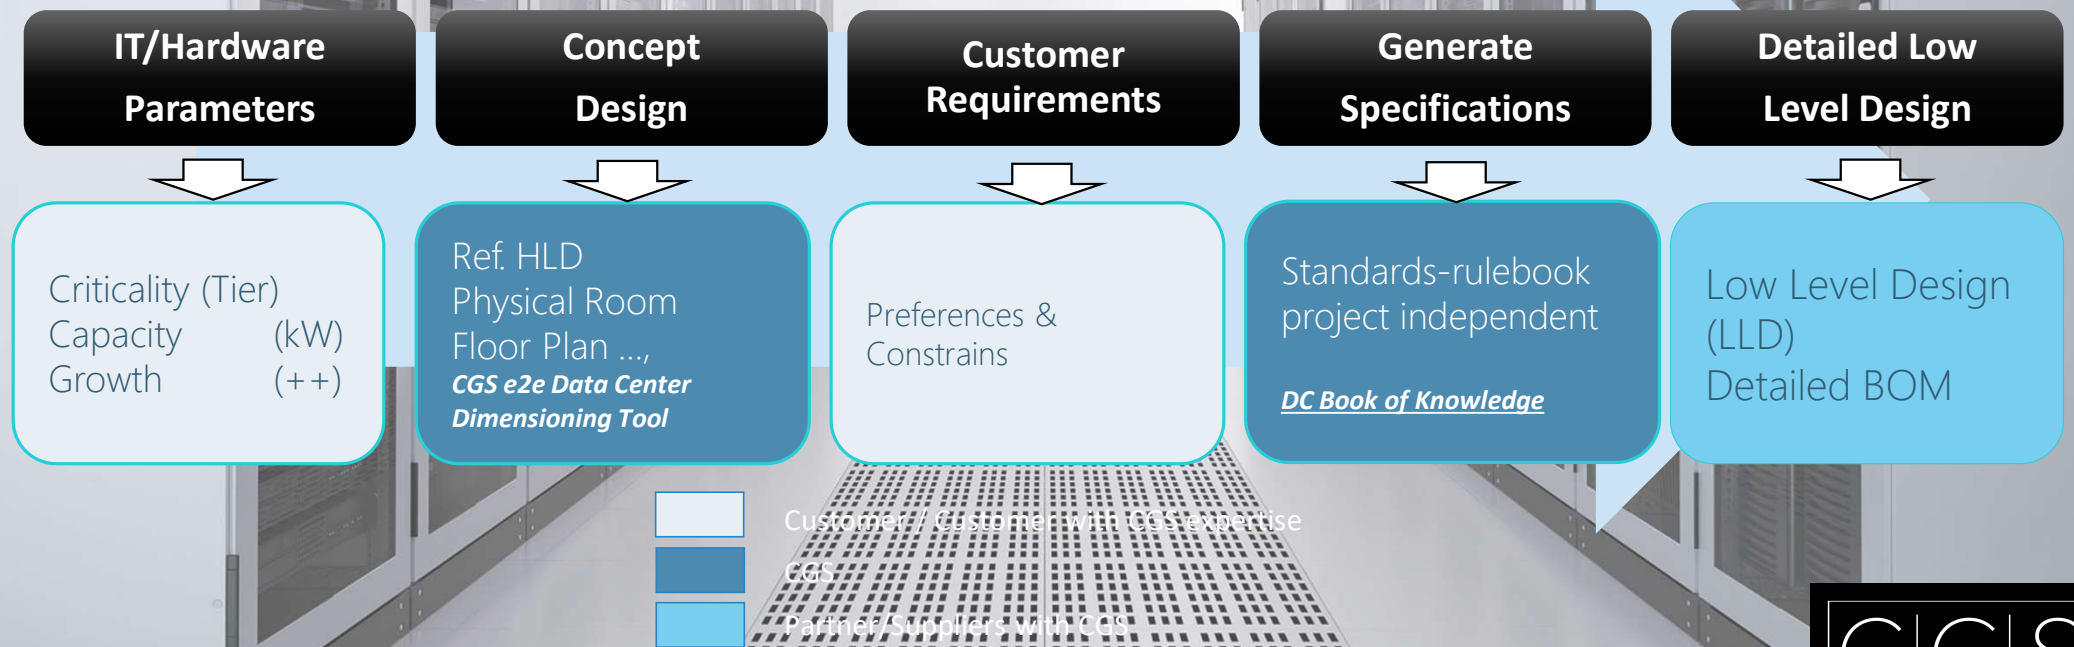 IT/Hardware
Parameters
Concept
Design
Customer
Requirements
Generate
Specifications
Detailed Low
Level Design
Criticality (Tier)
Capacity (kW)
Growth (++)
Ref. HLD
Physical Room
Floor Plan ...,
CGS e2e Data Center
Dimensioning Tool
Preferences &
Constrains
Standards-rulebook
project independent
DC Book of Knowledge
Low Level Design
(LLD)
Detailed BOM
Customer / Customer with CGS expertise
CGS
Partner/Suppliers with CGS
CGS